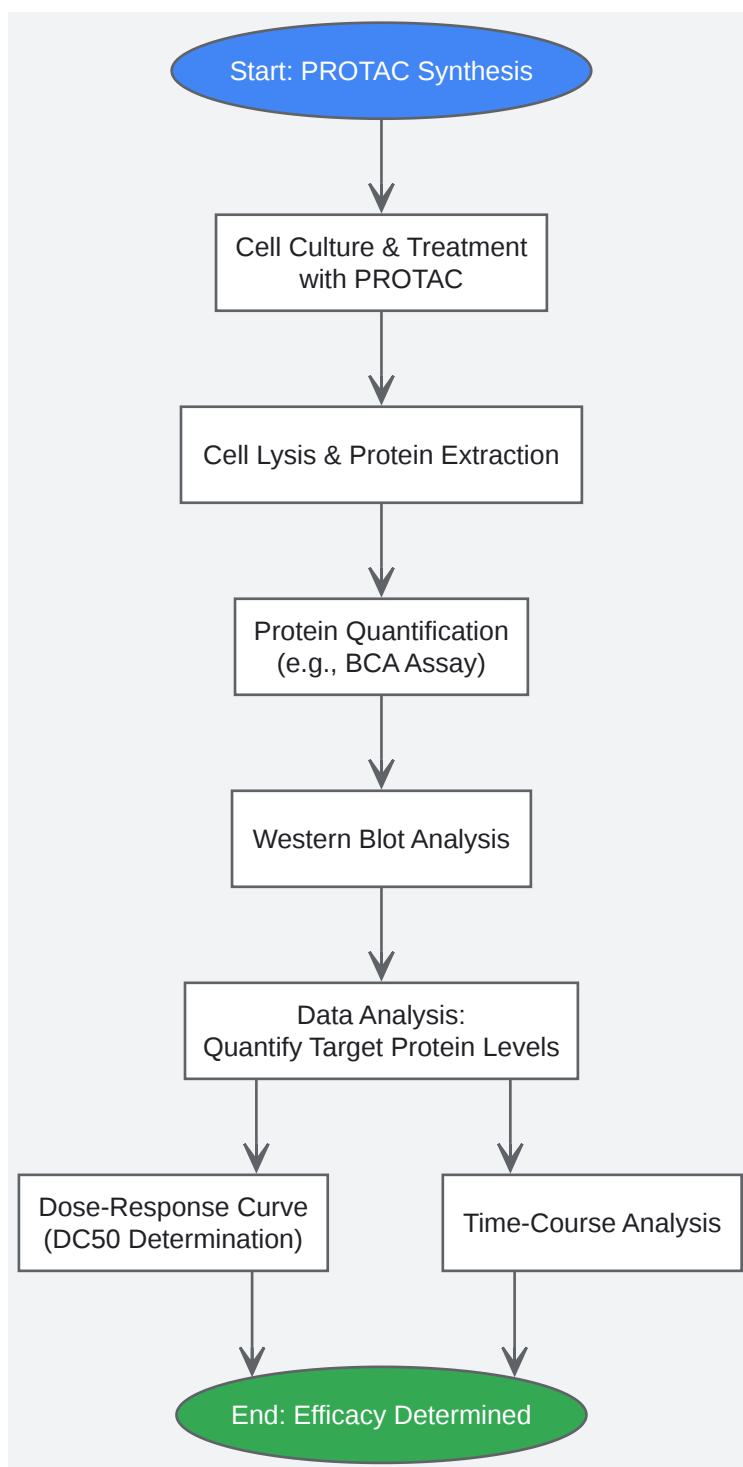 Start: PROTAC Synthesis
Cell Culture & Treatment
with PROTAC
Cell Lysis & Protein Extraction
Protein Quantification
(e.g., BCA Assay)
Western Blot Analysis
Data Analysis:
Quantify Target Protein Levels
Dose-Response Curve
(DC50 Determination)
Time-Course Analysis
End: Efficacy Determined